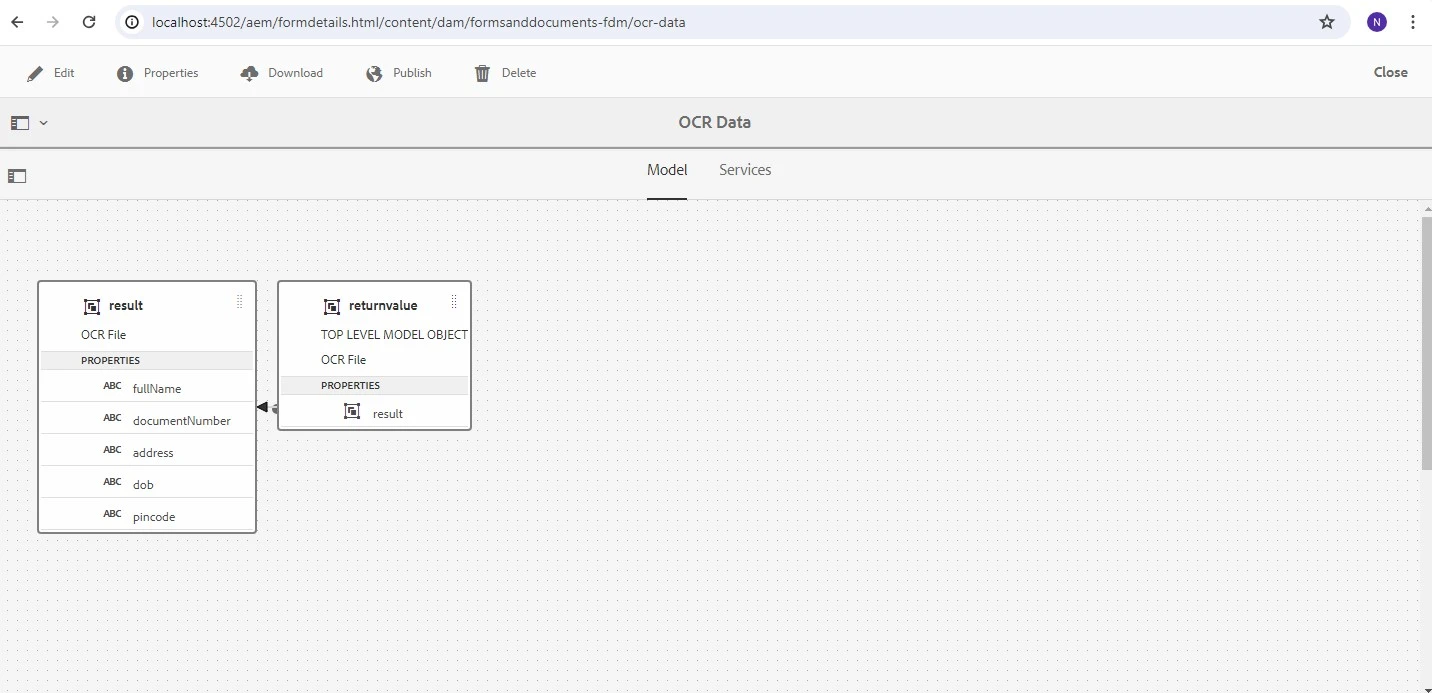 localhost:4502/aem/formdetails.html/content/dam/formsanddocuments-fdm/ocr-data
N
Edit
Properties
Download
Publish
Delete
Close
OCR Data
Model
Services
result
OCR File
PROPERTIES
ABC fullName
ABC documentNumber
ABC address
ABC dob
ABC pincode
returnvalue
TOP LEVEL MODEL OBJECT
OCR File
PROPERTIES
result